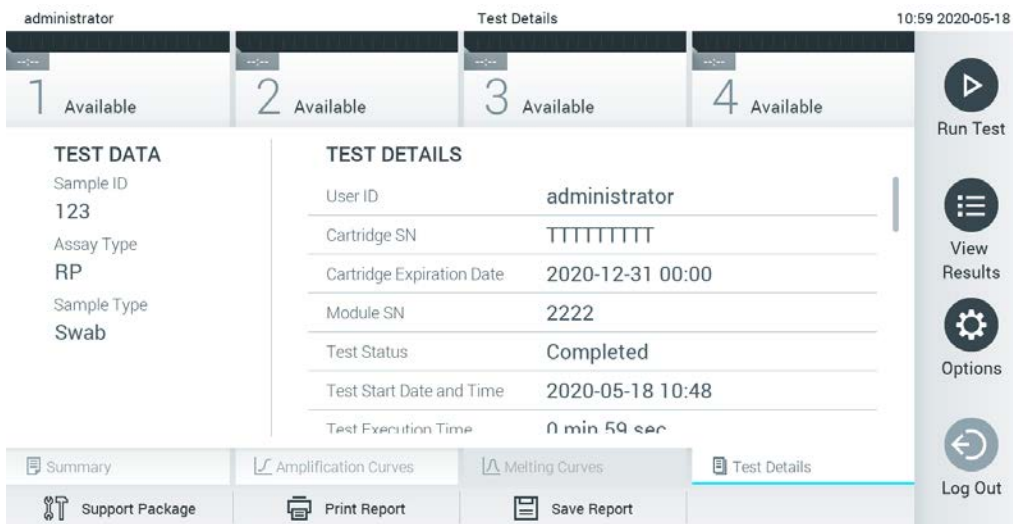 administrator Test Details 10:59 2020-05-18
--:-- --:-- --:-- --:--
1 Available 2 Available 3 Available 4 Available
Run Test
View
Results
Options
Log Out
TEST DATA
Sample ID
123
Assay Type
RP
Sample Type
Swab
TEST DETAILS
User ID administrator
Cartridge SN TTTTTTTTT
Cartridge Expiration Date 2020-12-31 00:00
Module SN 2222
Test Status Completed
Test Start Date and Time 2020-05-18 10:48
Test Execution Time 0 min 59 sec
Summary Amplification Curves Melting Curves Test Details
Support Package Print Report Save Report